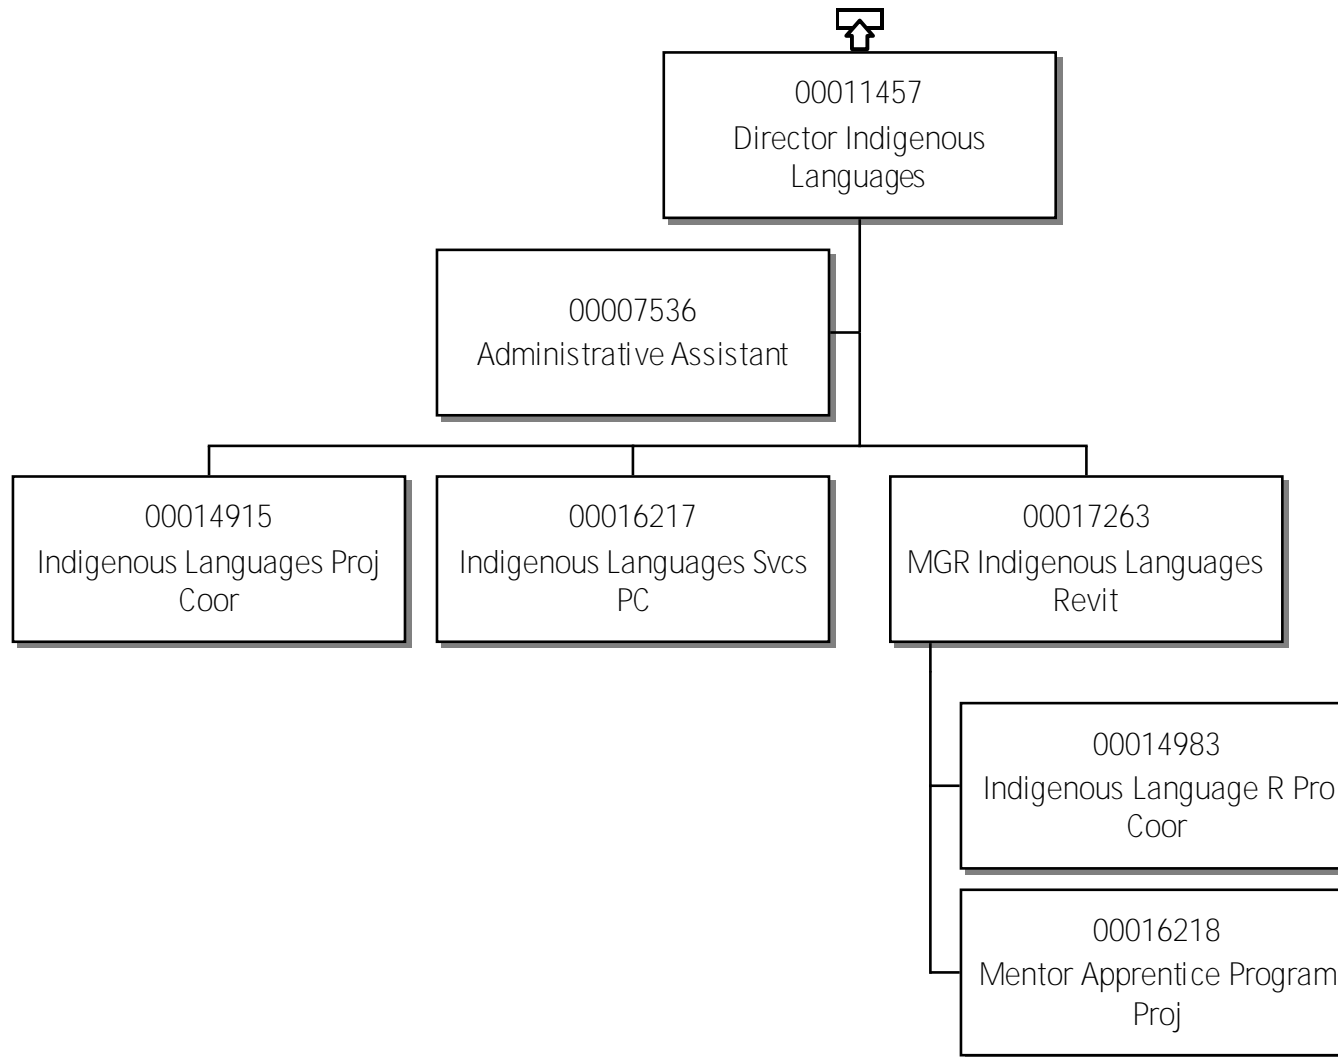 00011457
Director Indigenous
Languages
00007536
Administrative Assistant
00014915
Indigenous Languages Proj
Coor
00016217
Indigenous Languages Svcs
PC
00017263
MGR Indigenous Languages
Revit
00014983
Indigenous Language R Pro
Coor
00016218
Mentor Apprentice Program
Proj